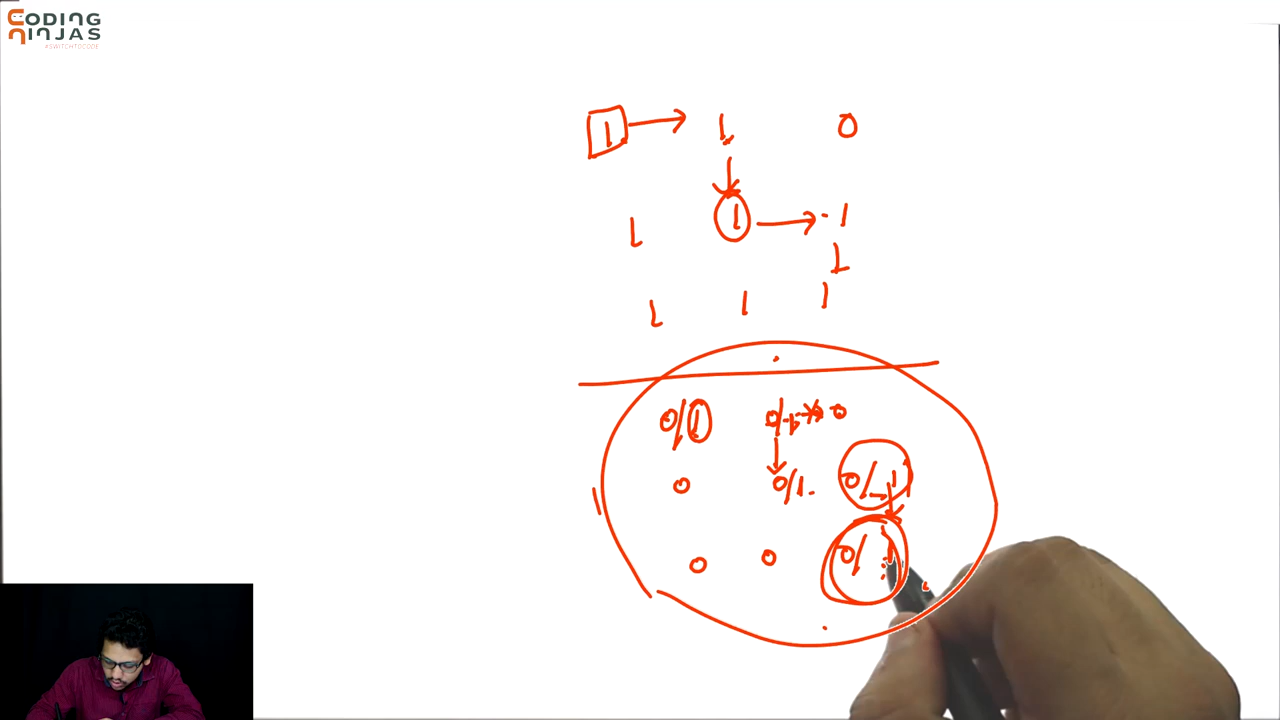 CODING
NINJAS
#SWITCHTOCODE
1 1 0
1 1 1
1
1 1 1
0/1 0/1 0
0 0/1 0/1
0 0 0/1